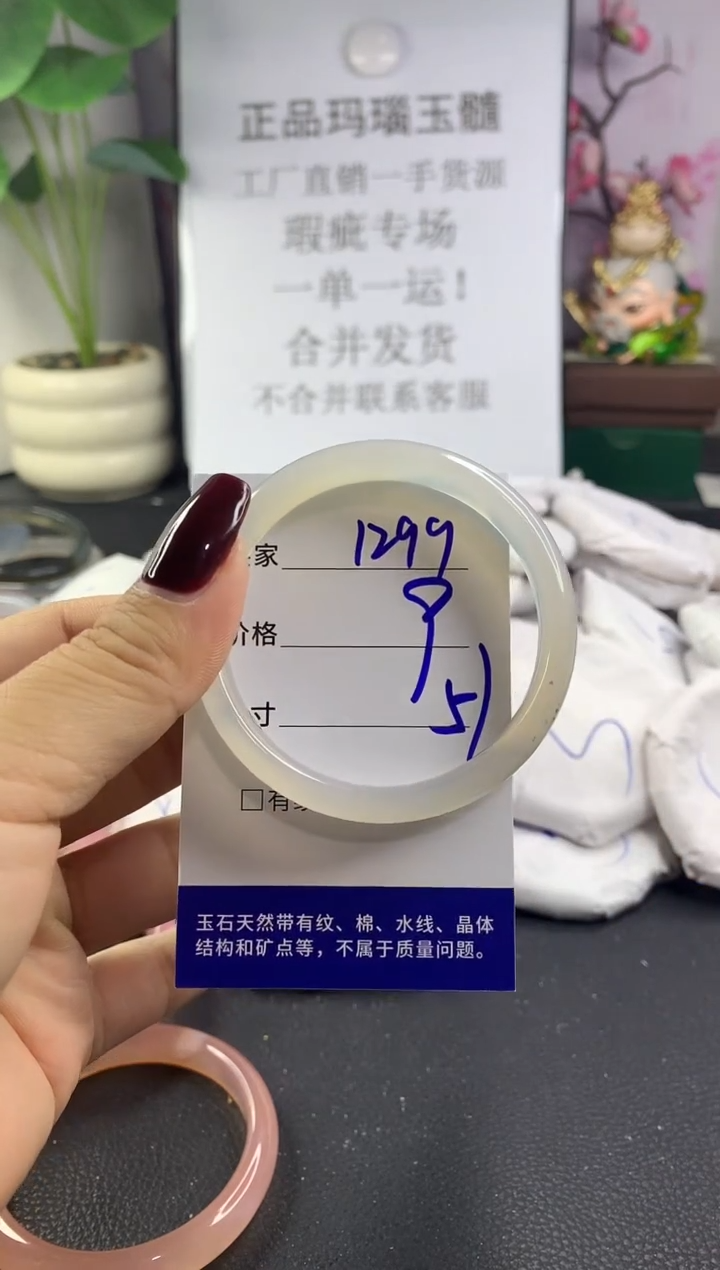 正品玛瑙玉髓
工厂直销一手货源
瑕疵专场
一单一运！
合并发货
不合并联系客服
家 1299
价格 9
寸 51
□有
玉石天然带有纹、棉、水线、晶体
结构和矿点等，不属于质量问题。